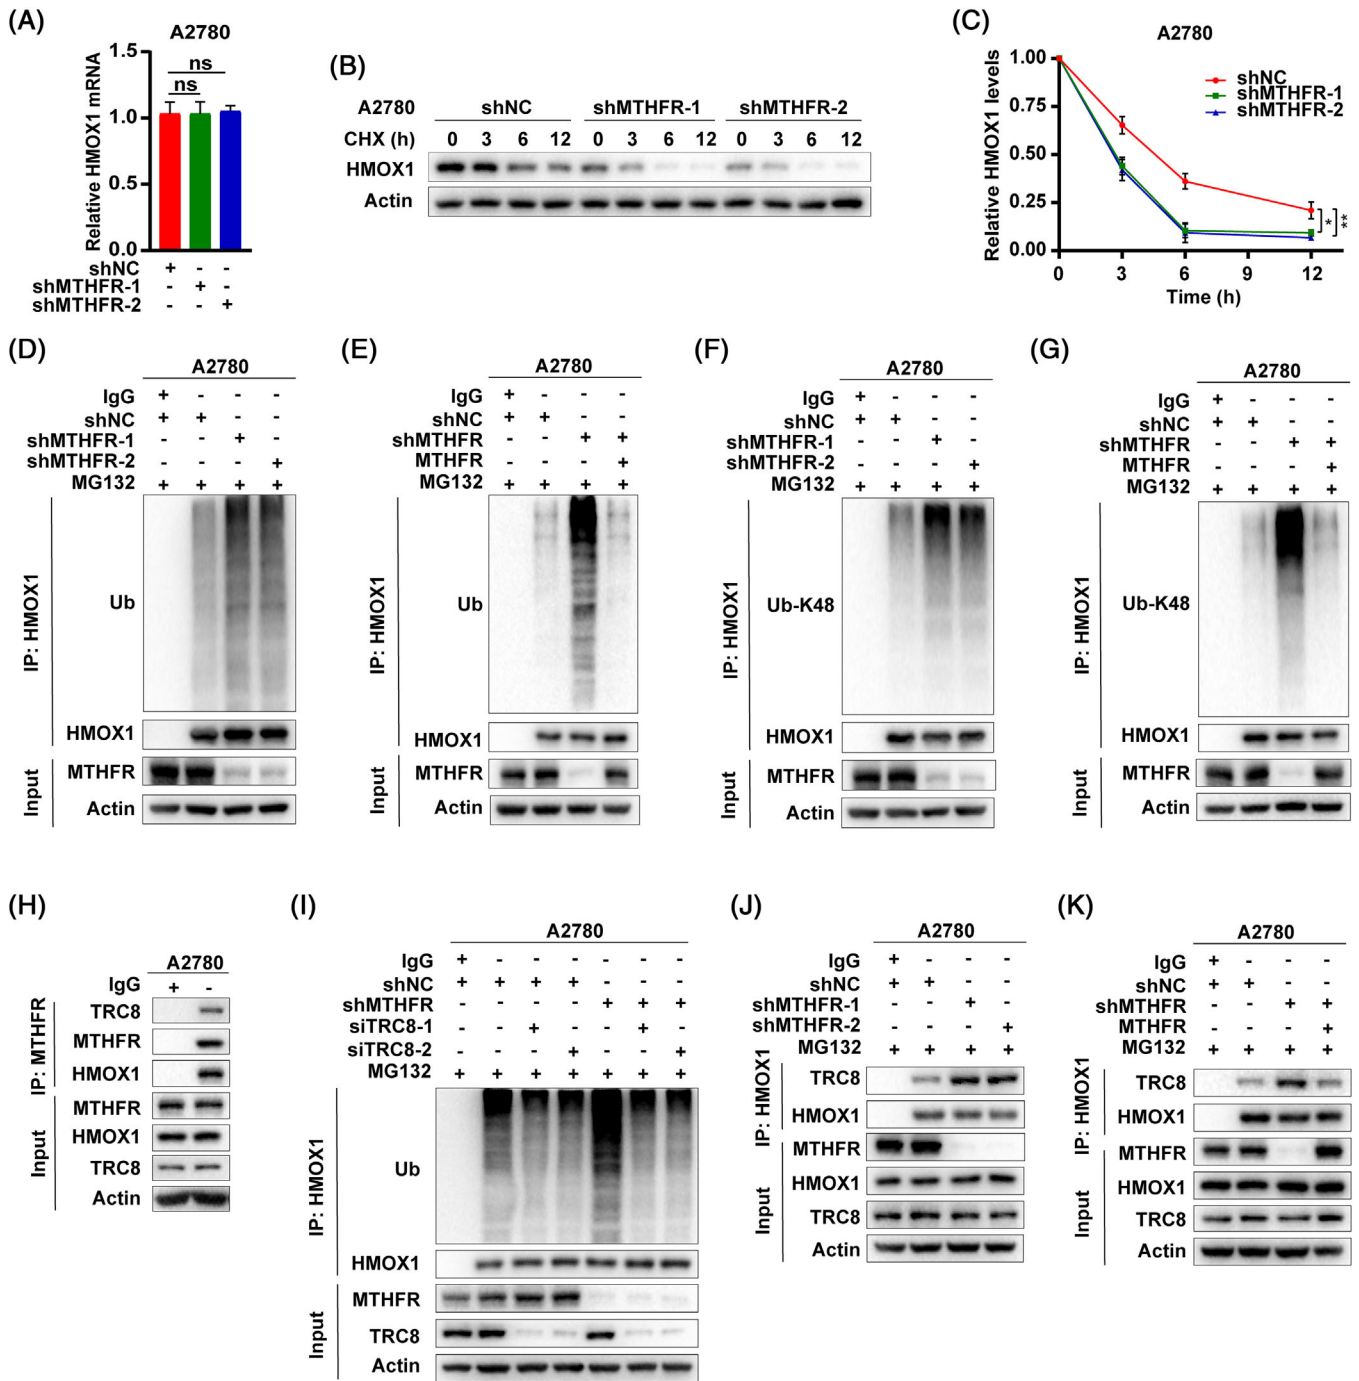 (A)
A2780
Relative HMOX1 mRNA
1.5
1.0
0.5
0.0
ns
ns
shNC + - -
shMTHFR-1 - + -
shMTHFR-2 - - +
(B)
A2780 shNC shMTHFR-1 shMTHFR-2
CHX (h) 0 3 6 12 0 3 6 12 0 3 6 12
HMOX1
Actin
(C)
A2780
Relative HMOX1 levels
1.00
0.75
0.50
0.25
0.00
0 3 6 9 12
Time (h)
shNC
shMTHFR-1
shMTHFR-2
*
**
(D)
A2780
IgG + - - -
shNC + + - -
shMTHFR-1 - - + -
shMTHFR-2 - - - +
MG132 + + + +
IP: HMOX1
Ub
HMOX1
Input
MTHFR
Actin
(E)
A2780
IgG + - - -
shNC + + - -
shMTHFR - - + +
MTHFR - - - +
MG132 + + + +
IP: HMOX1
Ub
HMOX1
Input
MTHFR
Actin
(F)
A2780
IgG + - - -
shNC + + - -
shMTHFR-1 - - + -
shMTHFR-2 - - - +
MG132 + + + +
IP: HMOX1
Ub-K48
HMOX1
Input
MTHFR
Actin
(G)
A2780
IgG + - - -
shNC + + - -
shMTHFR - - + +
MTHFR - - - +
MG132 + + + +
IP: HMOX1
Ub-K48
HMOX1
Input
MTHFR
Actin
(H)
A2780
IgG + -
IP: MTHFR
TRC8
MTHFR
HMOX1
Input
MTHFR
HMOX1
TRC8
Actin
(I)
A2780
IgG + - - - - - -
shNC + + + + - - -
shMTHFR - - - - + + +
siTRC8-1 - - + - - + -
siTRC8-2 - - - + - - +
MG132 + + + + + + +
IP: HMOX1
Ub
HMOX1
Input
MTHFR
TRC8
Actin
(J)
A2780
IgG + - - -
shNC + + - -
shMTHFR-1 - - + -
shMTHFR-2 - - - +
MG132 + + + +
IP: HMOX1
TRC8
HMOX1
Input
MTHFR
HMOX1
TRC8
Actin
(K)
A2780
IgG + - - -
shNC + + - -
shMTHFR - - + +
MTHFR - - - +
MG132 + + + +
IP: HMOX1
TRC8
HMOX1
Input
MTHFR
HMOX1
TRC8
Actin